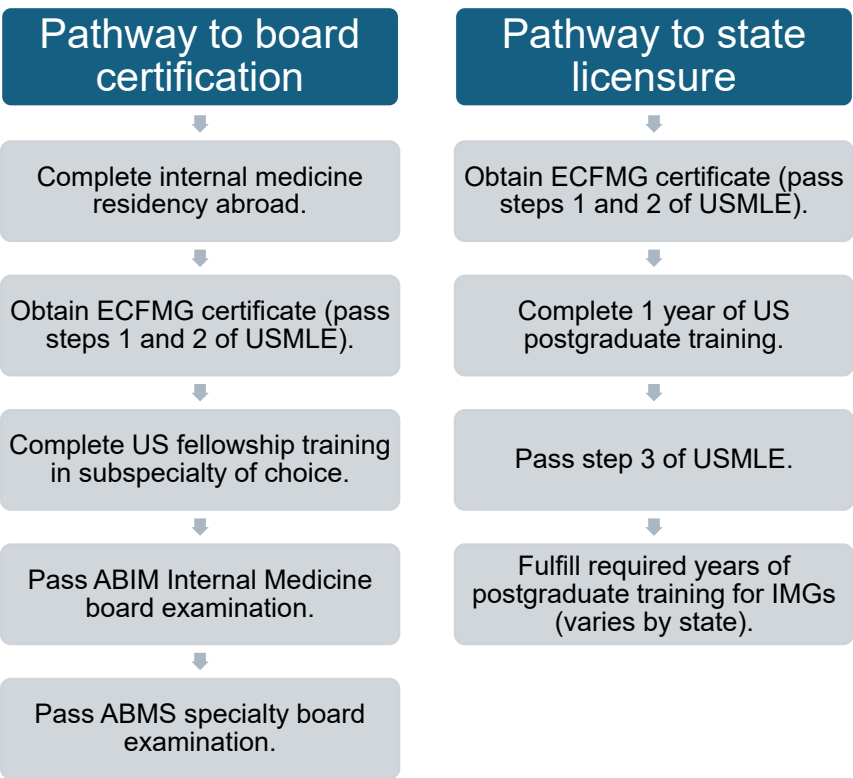 Pathway to board
certification
Complete internal medicine
residency abroad.
Obtain ECFMG certificate (pass
steps 1 and 2 of USMLE).
Complete US fellowship training
in subspecialty of choice.
Pass ABIM Internal Medicine
board examination.
Pass ABMS specialty board
examination.
Pathway to state
licensure
Obtain ECFMG certificate (pass
steps 1 and 2 of USMLE).
Complete 1 year of US
postgraduate training.
Pass step 3 of USMLE.
Fulfill required years of
postgraduate training for IMGs
(varies by state).